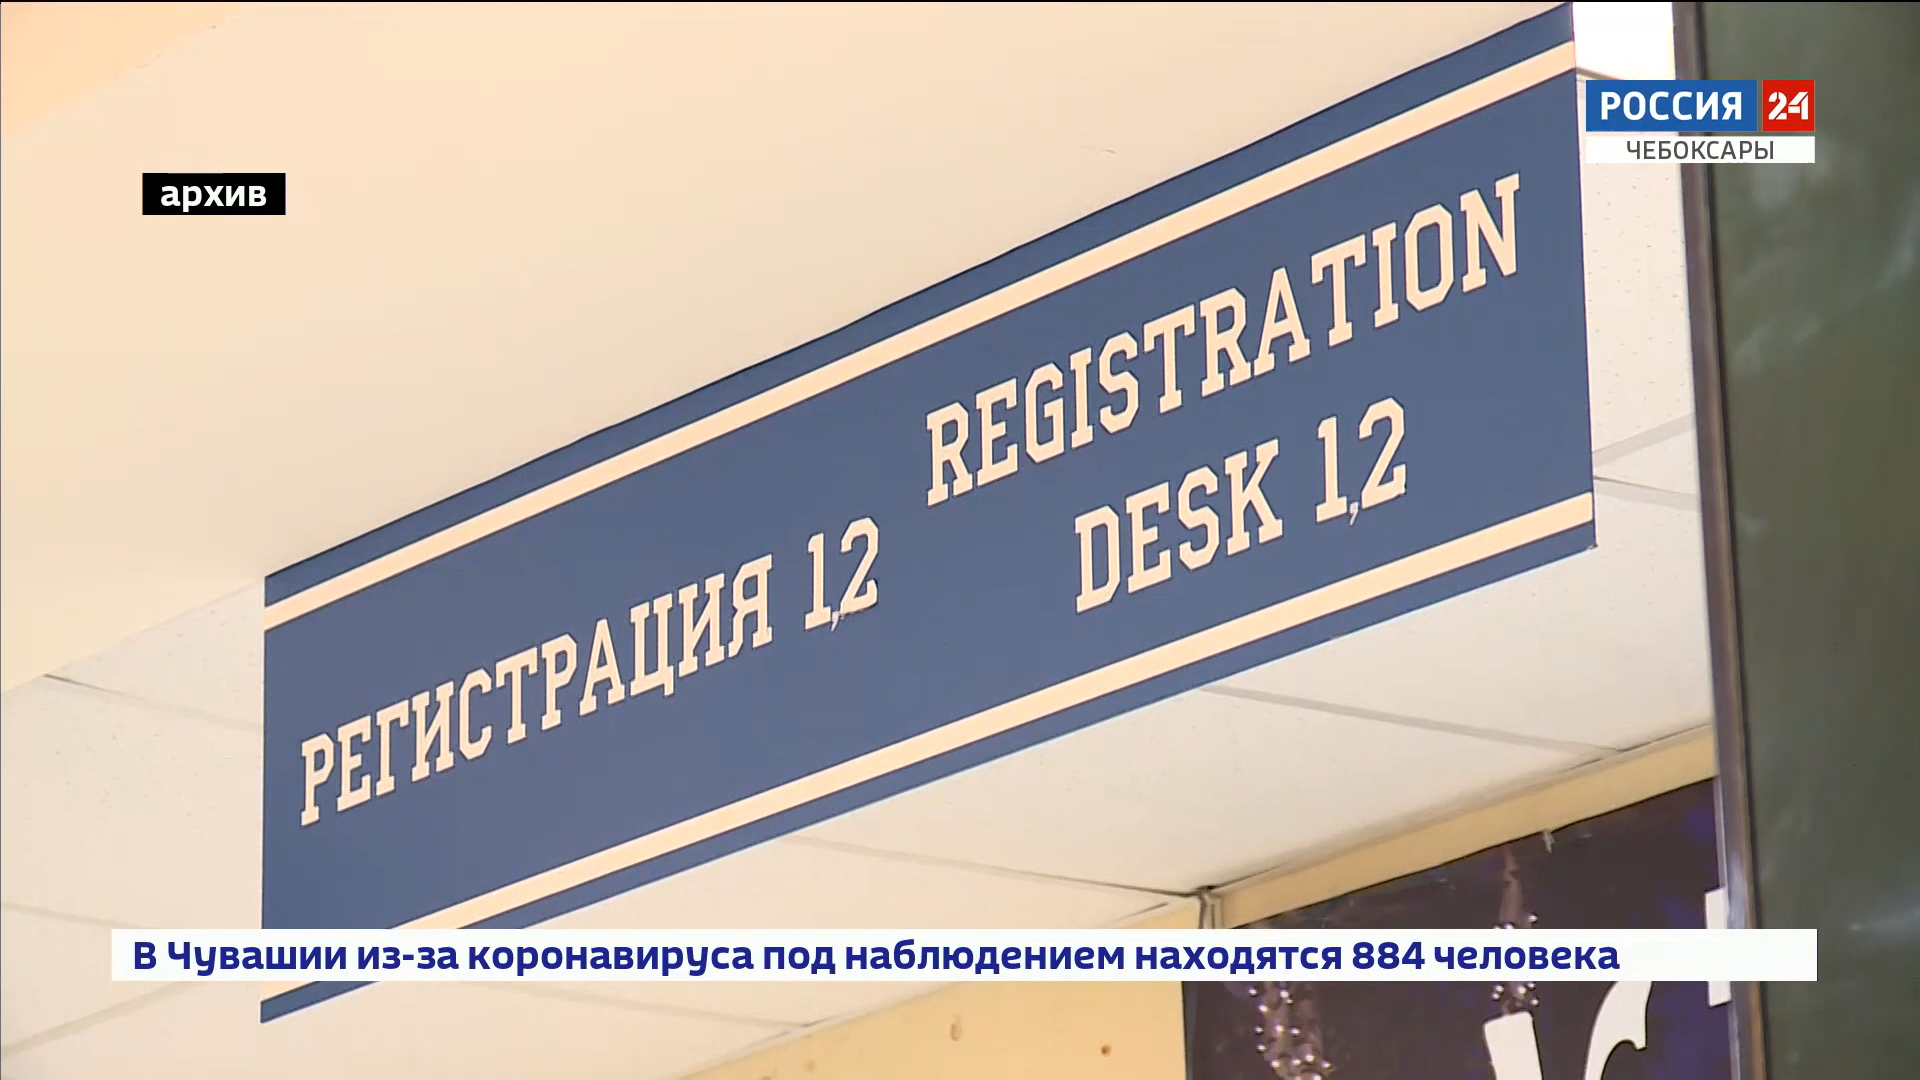 РОССИЯ 24
ЧЕБОКСАРЫ
архив
РЕГИСТРАЦИЯ 1,2
REGISTRATION
DESK 1,2
В Чувашии из-за коронавируса под наблюдением находятся 884 человека